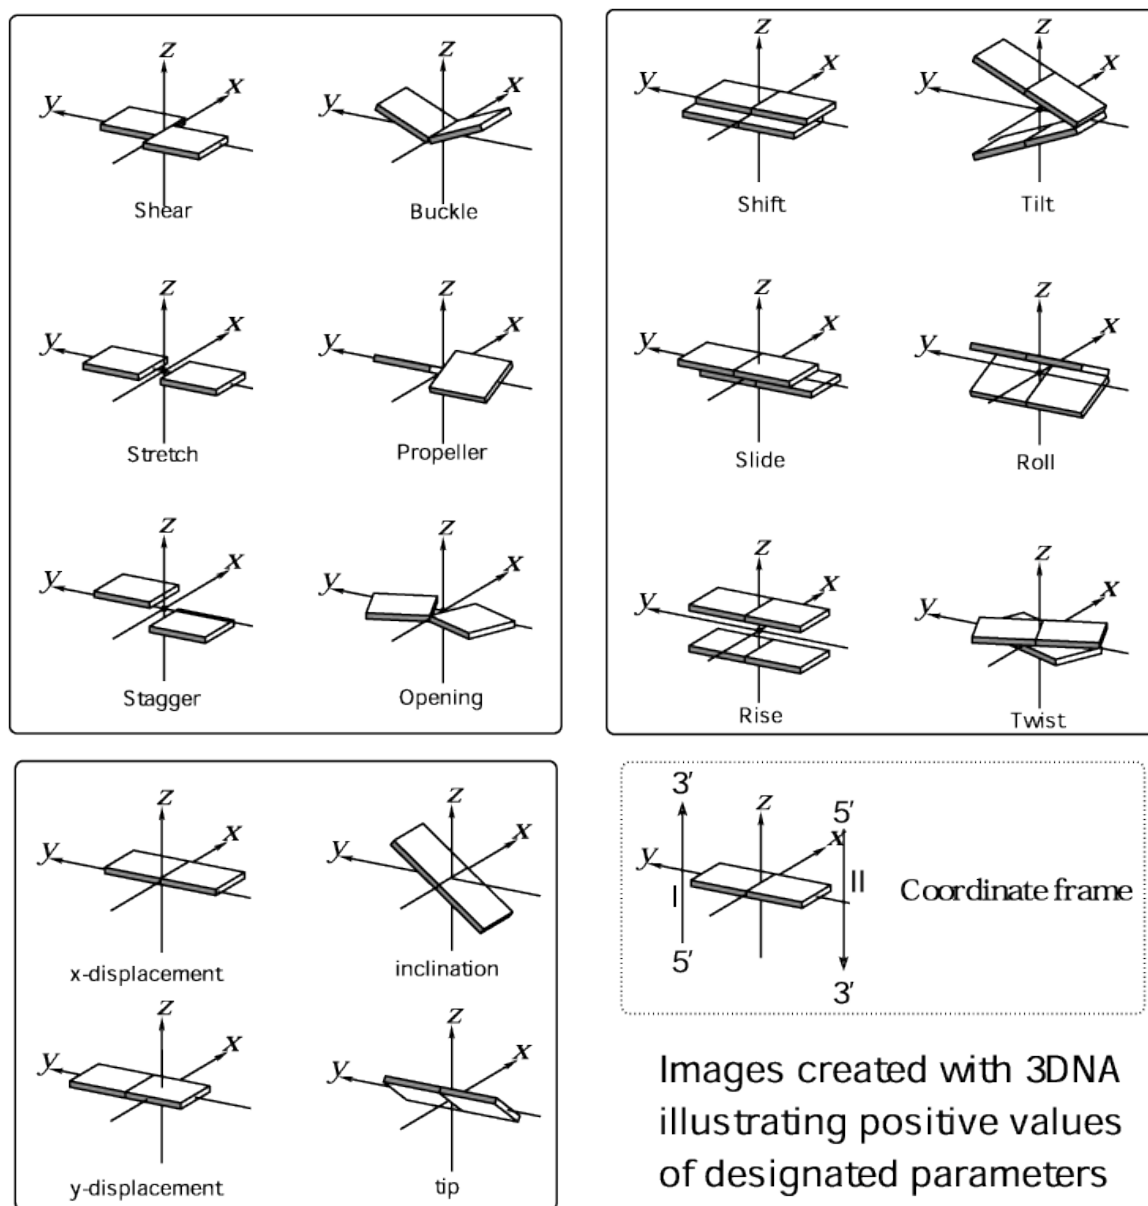 z
x
y
Shear
z
x
y
Buckle
z
x
y
Stretch
z
x
y
Propeller
z
x
y
Stagger
z
x
y
Opening
z
x
y
Shift
z
x
y
Tilt
z
x
y
Slide
z
x
y
Roll
z
x
y
Rise
z
x
y
Twist
z
x
y
x-displacement
z
x
y
inclination
z
x
y
y-displacement
z
x
y
tip
3′
z
5′
x
y
I
II
Coordinate frame
5′
3′
Images created with 3DNA
illustrating positive values
of designated parameters